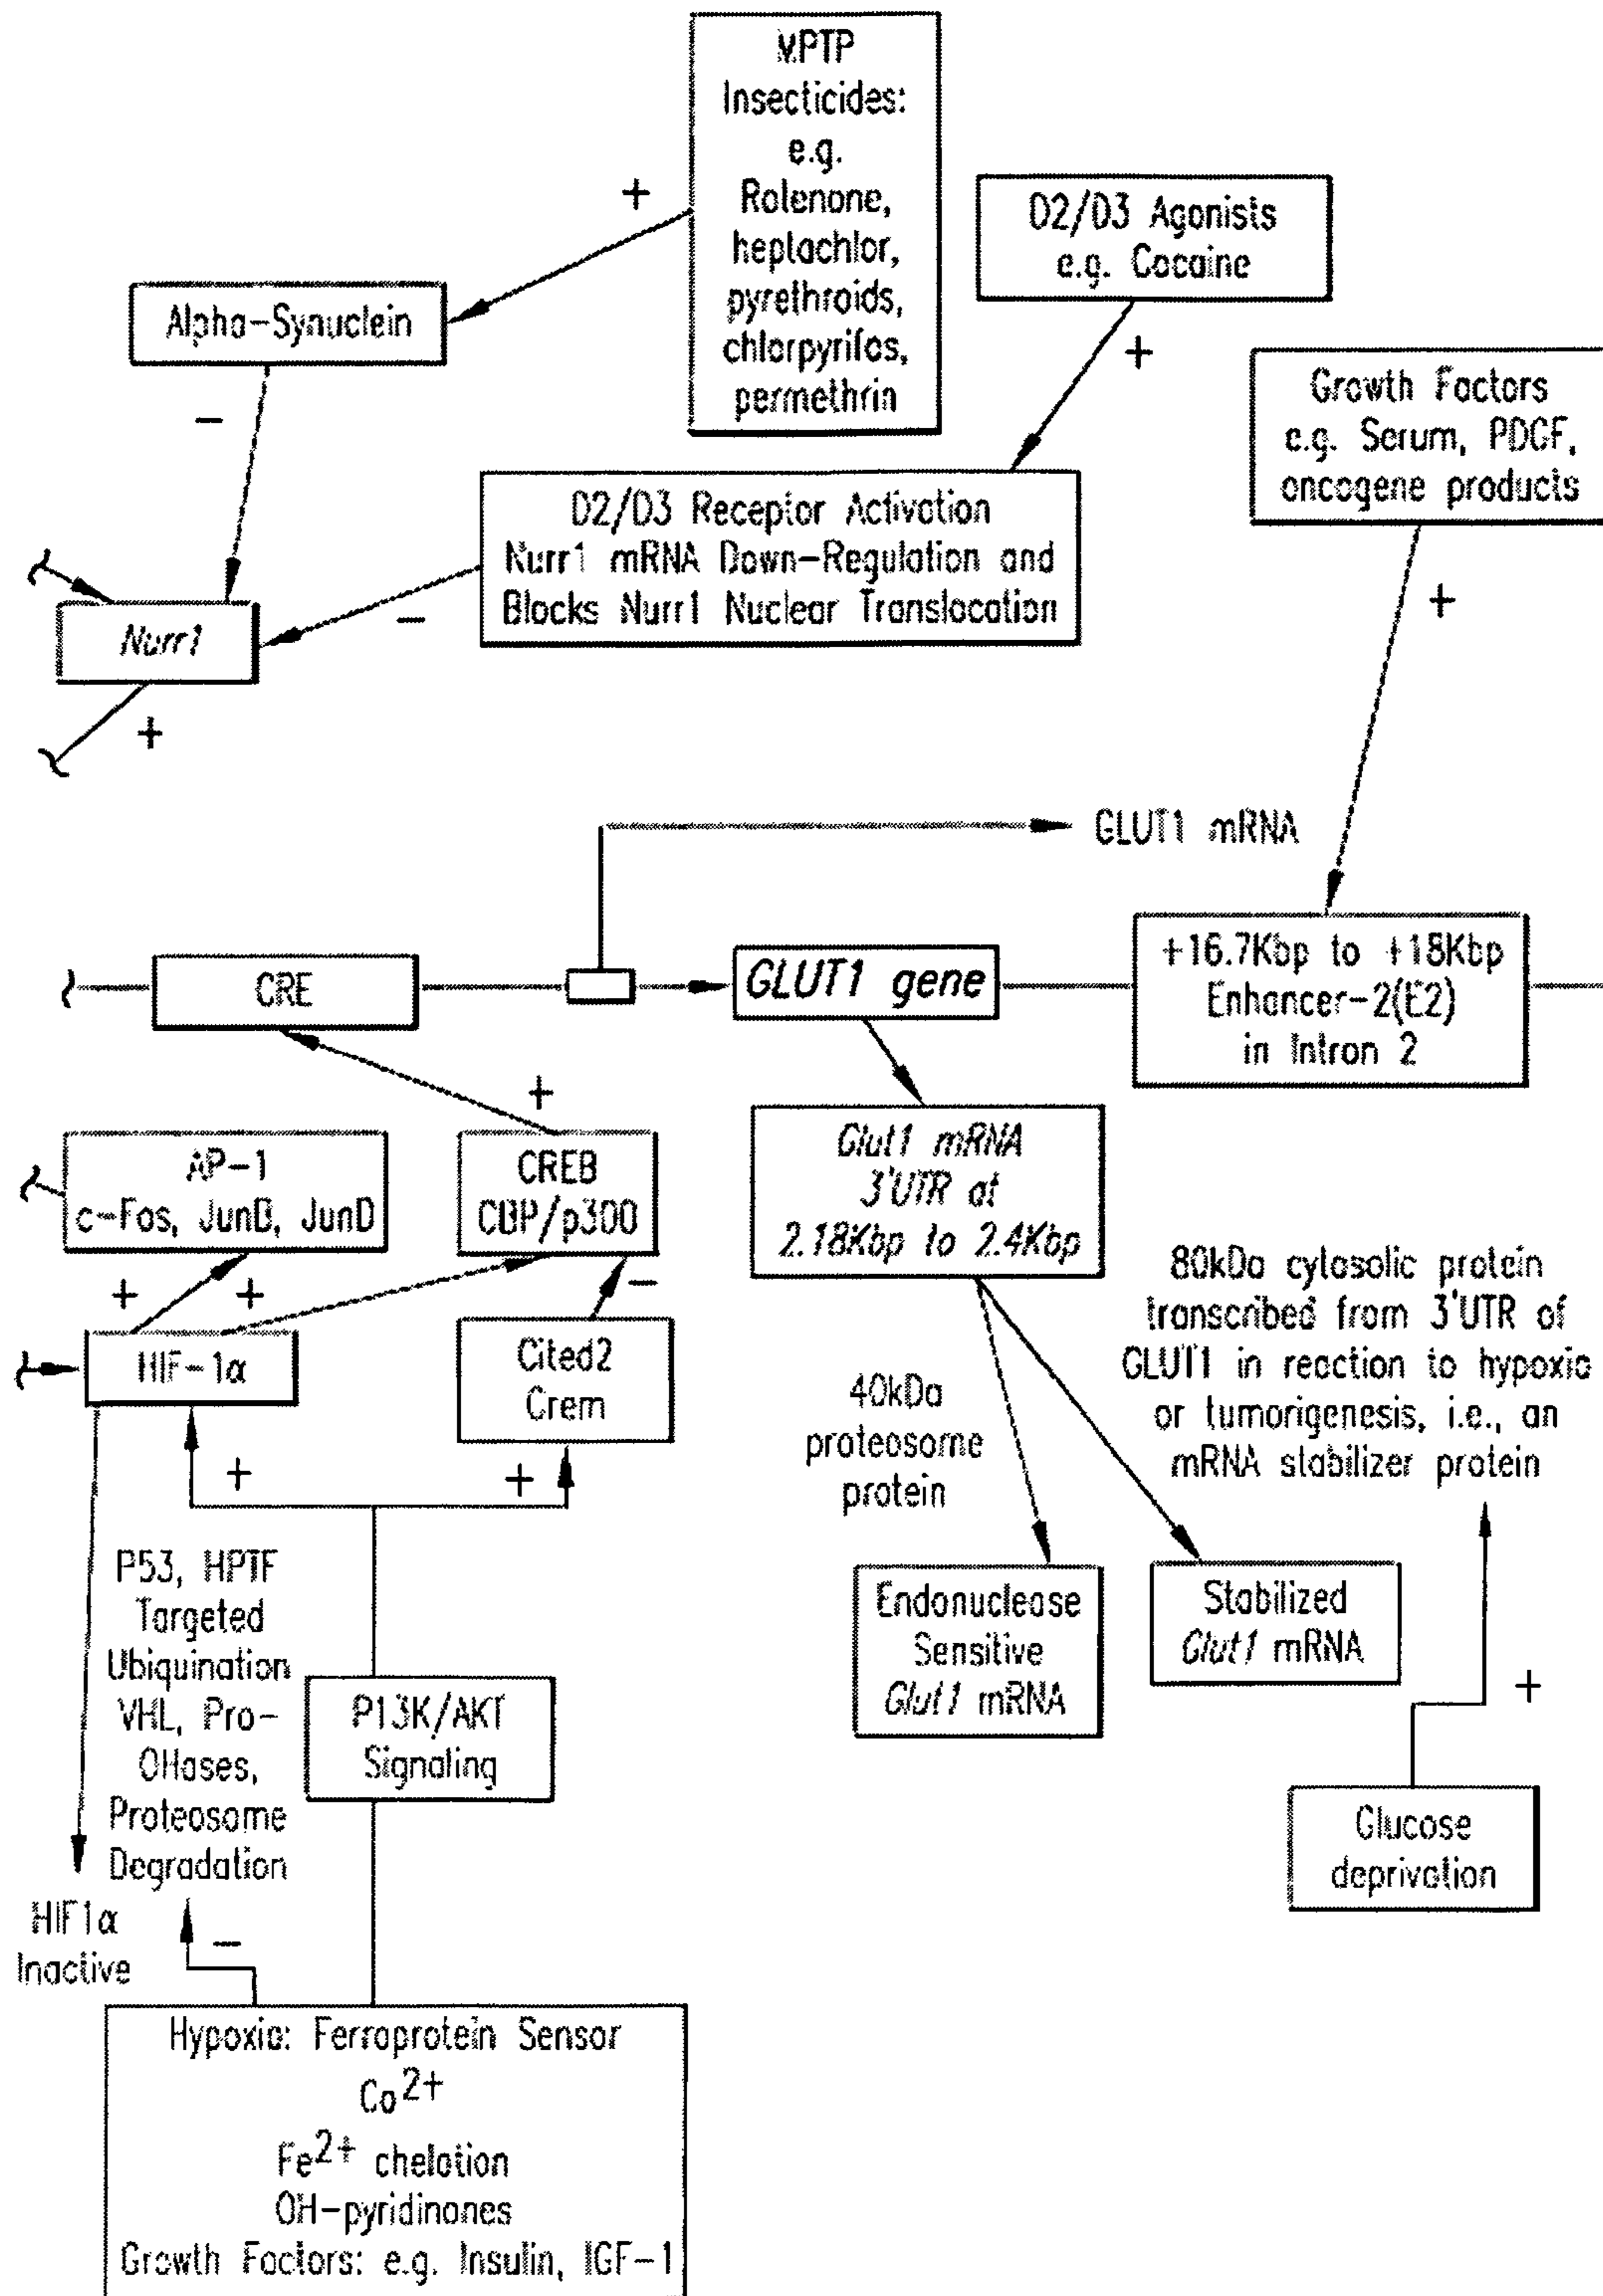 MPTP
Insecticides:
e.g.
Rolenone,
heptachlor,
pyrethroids,
chlorpyrifos,
permethrin
+
D2/D3 Agonists
e.g. Cocaine
+
Alpha-Synuclein
−
Growth Factors
e.g. Serum, PDGF,
oncogene products
+
D2/D3 Receptor Activation
Nurr1 mRNA Down-Regulation and
Blocks Nurr1 Nuclear Translocation
−
Nurr1
+
GLUT1 mRNA
CRE
GLUT1 gene
+16.7Kbp to +18Kbp
Enhancer-2(E2)
in Intron 2
+
AP-1
c-Fos, JunB, JunD
CREB
CBP/p300
Glut1 mRNA
3'UTR at
2.18Kbp to 2.4Kbp
+
+
−
HIF-1α
Cited2
Crem
80kDa cytosolic protein
transcribed from 3'UTR of
GLUT1 in reaction to hypoxia
or tumorigenesis, i.e., an
mRNA stabilizer protein
40kDa
proteosome
protein
+
+
P53, HPTF
Targeted
Ubiquination
VHL, Pro-
OHases,
Proteosome
Degradation
P13K/AKT
Signaling
Endonuclease
Sensitive
Glut1 mRNA
Stabilized
Glut1 mRNA
+
Glucose
deprivation
HIF1α
Inactive
−
Hypoxia: Ferroprotein Sensor
Co2+
Fe2+ chelation
OH-pyridinones
Growth Factors: e.g. Insulin, IGF-1